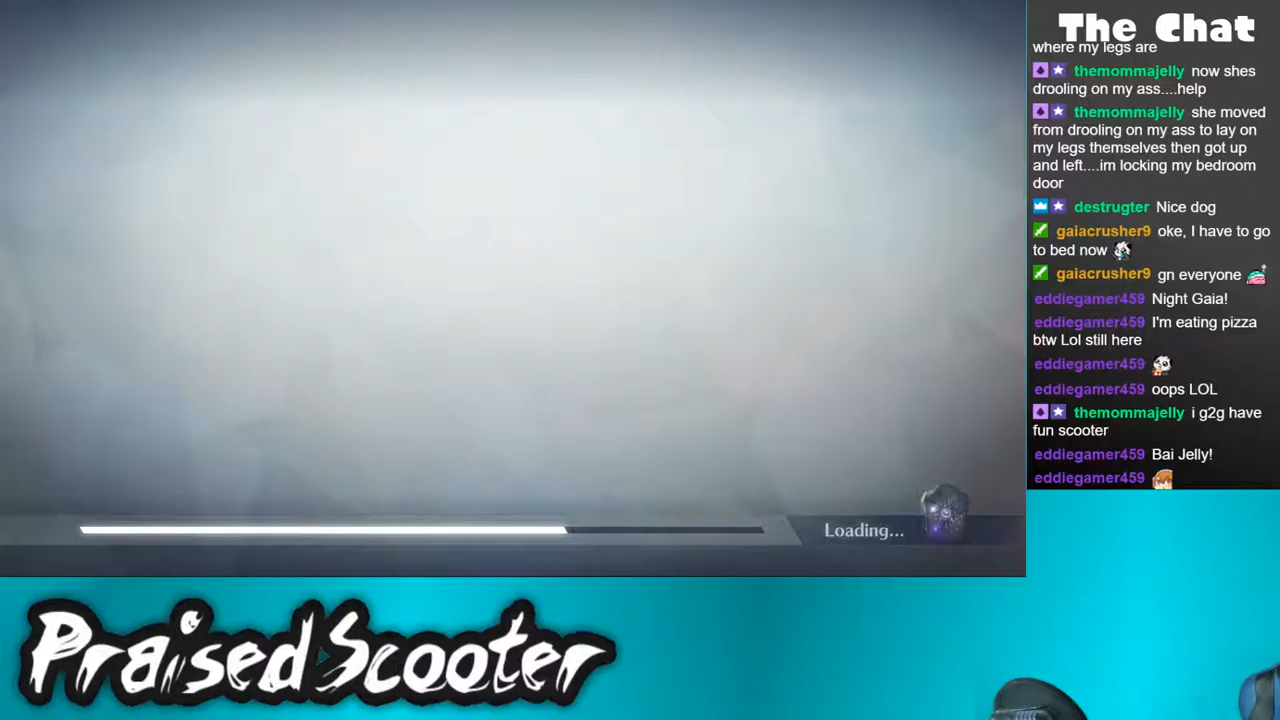 The Chat
where my legs are
themommajelly now shes
drooling on my ass....help
themommajelly she moved
from drooling on my ass to lay on
my legs themselves then got up
and left....im locking my bedroom
door
destrugter Nice dog
gaiacrusher9 oke, I have to go
to bed now
gaiacrusher9 gn everyone
eddiegamer459 Night Gaia!
eddiegamer459 I'm eating pizza
btw Lol still here
eddiegamer459
eddiegamer459 oops LOL
themommajelly i g2g have
fun scooter
eddiegamer459 Bai Jelly!
eddiegamer459
Loading...
PraisedScooter